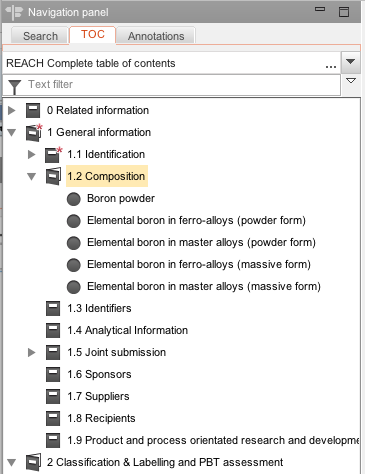 Navigation panel
Search TOC Annotations
REACH Complete table of contents ...
Text filter
0 Related information
1 General information
1.1 Identification
1.2 Composition
Boron powder
Elemental boron in ferro-alloys (powder form)
Elemental boron in master alloys (powder form)
Elemental boron in ferro-alloys (massive form)
Elemental boron in master alloys (massive form)
1.3 Identifiers
1.4 Analytical Information
1.5 Joint submission
1.6 Sponsors
1.7 Suppliers
1.8 Recipients
1.9 Product and process orientated research and developme
2 Classification & Labelling and PBT assessment